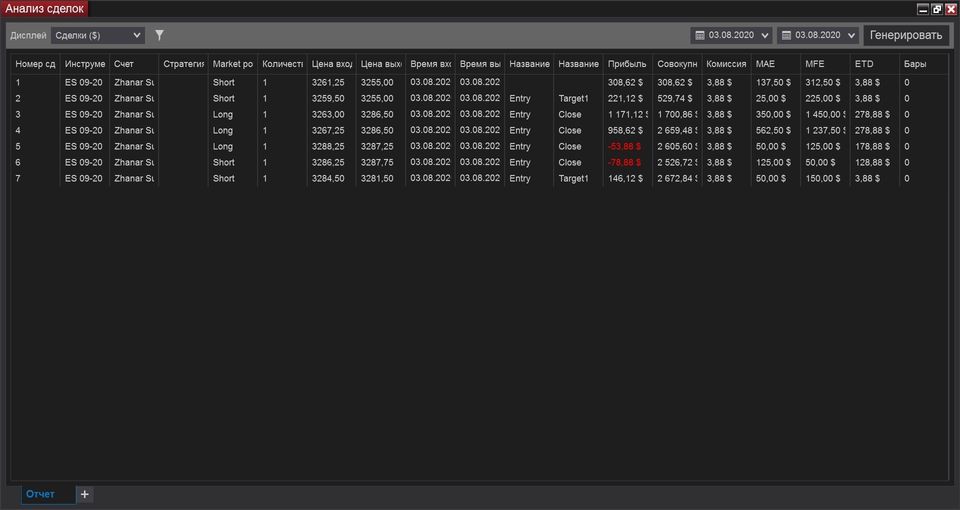 Анализ сделок
Дисплей Сделки ($) 03.08.2020 03.08.2020 Генерировать
Номер сд Инструме Счет Стратегия Market po Количест Цена вход Цена вых Время вхо Время вы Название Название Прибыль Совокупн Комиссия MAE MFE ETD Бары
1 ES 09-20 Zhanar Su Short 1 3261,25 3255,00 03.08.202 03.08.202 308,62 $ 308,62 $ 3,88 $ 137,50 $ 312,50 $ 3,88 $ 0
2 ES 09-20 Zhanar Su Short 1 3259,50 3255,00 03.08.202 03.08.202 Entry Target1 221,12 $ 529,74 $ 3,88 $ 25,00 $ 225,00 $ 3,88 $ 0
3 ES 09-20 Zhanar Su Long 1 3263,00 3286,50 03.08.202 03.08.202 Entry Close 1 171,12 $ 1 700,86 $ 3,88 $ 350,00 $ 1 450,00 $ 278,88 $ 0
4 ES 09-20 Zhanar Su Long 1 3267,25 3286,50 03.08.202 03.08.202 Entry Close 958,62 $ 2 659,48 $ 3,88 $ 562,50 $ 1 237,50 $ 278,88 $ 0
5 ES 09-20 Zhanar Su Long 1 3288,25 3287,25 03.08.202 03.08.202 Entry Close -53,88 $ 2 605,60 $ 3,88 $ 50,00 $ 125,00 $ 178,88 $ 0
6 ES 09-20 Zhanar Su Short 1 3286,25 3287,75 03.08.202 03.08.202 Entry Close -78,88 $ 2 526,72 $ 3,88 $ 125,00 $ 50,00 $ 128,88 $ 0
7 ES 09-20 Zhanar Su Short 1 3284,50 3281,50 03.08.202 03.08.202 Entry Target1 146,12 $ 2 672,84 $ 3,88 $ 50,00 $ 150,00 $ 3,88 $ 0
Отчет +